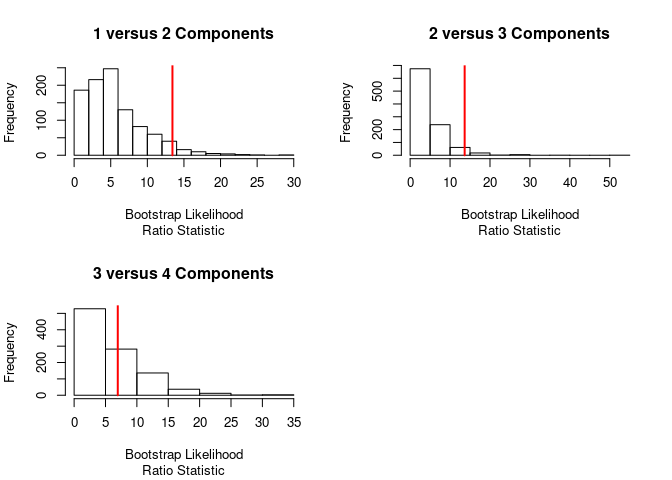 1 versus 2 Components
Frequency
0 100 200
0 5 10 15 20 25 30
Bootstrap Likelihood
Ratio Statistic
2 versus 3 Components
Frequency
0 200 500
0 10 20 30 40 50
Bootstrap Likelihood
Ratio Statistic
3 versus 4 Components
Frequency
0 200 400
0 5 10 15 20 25 30 35
Bootstrap Likelihood
Ratio Statistic